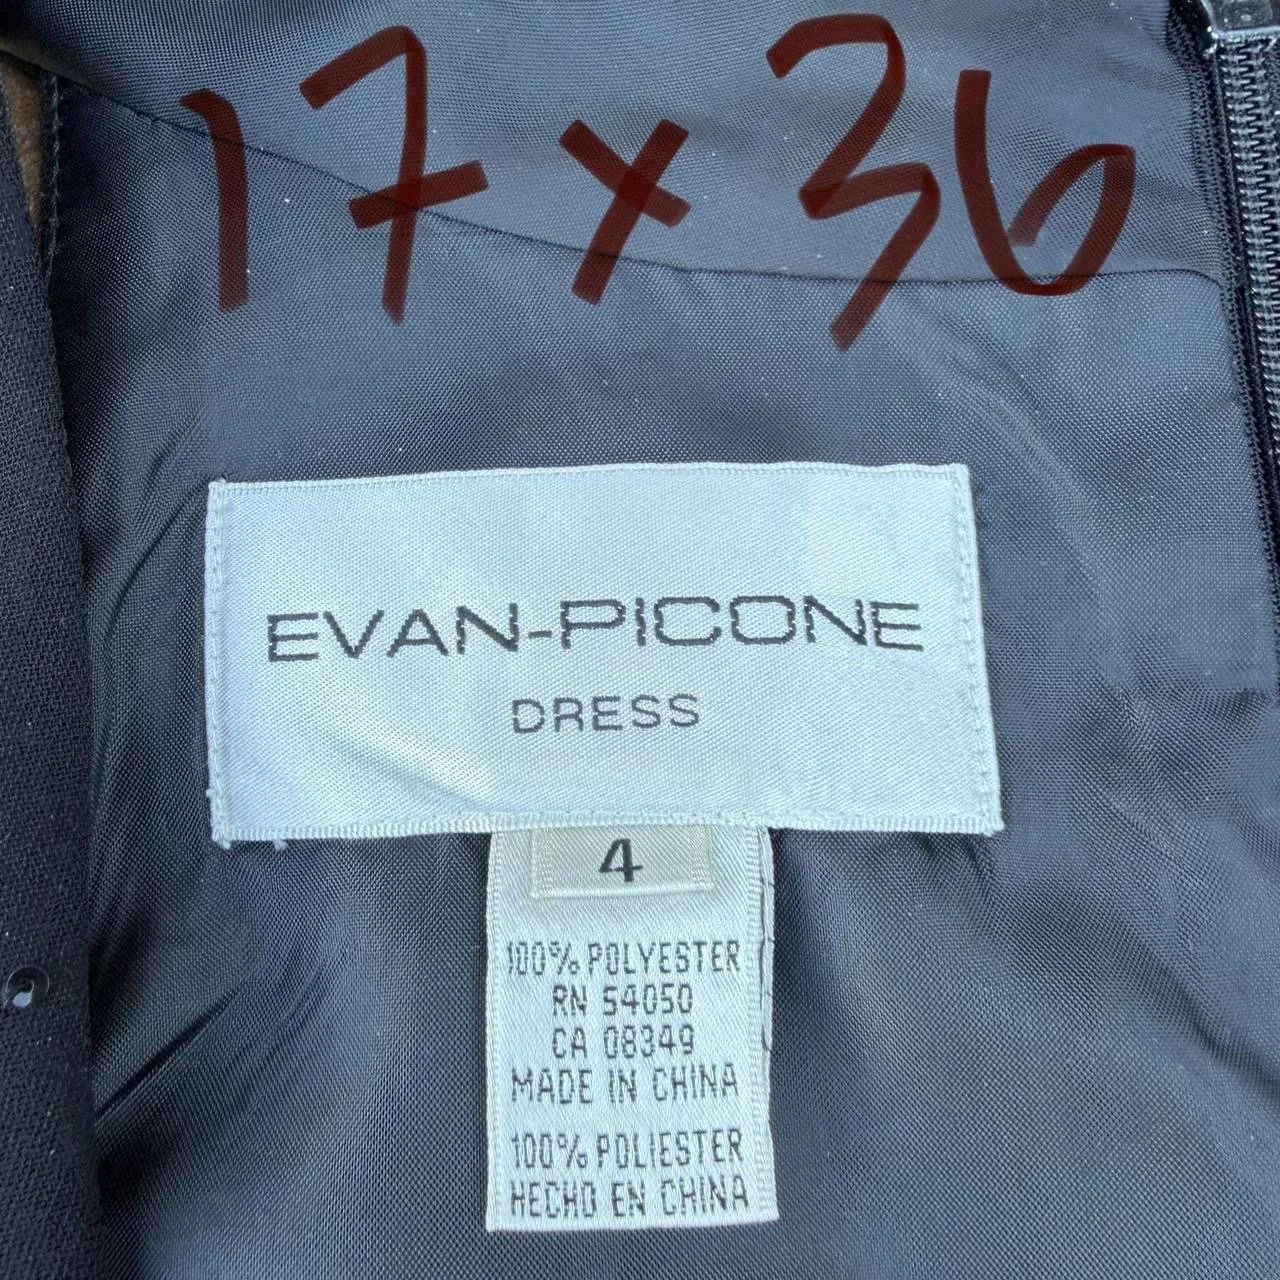 17 x 36
EVAN-PICONE
DRESS
4
100% POLYESTER
RN 54050
CA 08349
MADE IN CHINA
100% POLIESTER
HECHO EN CHINA